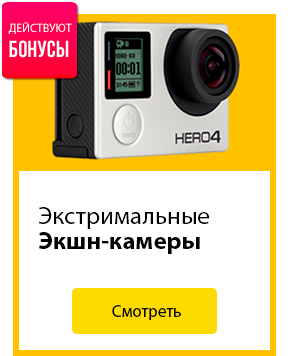 ДЕЙСТВУЮТ
БОНУСЫ
00:01
HERO4
Экстримальные
Экшн-камеры
Смотреть